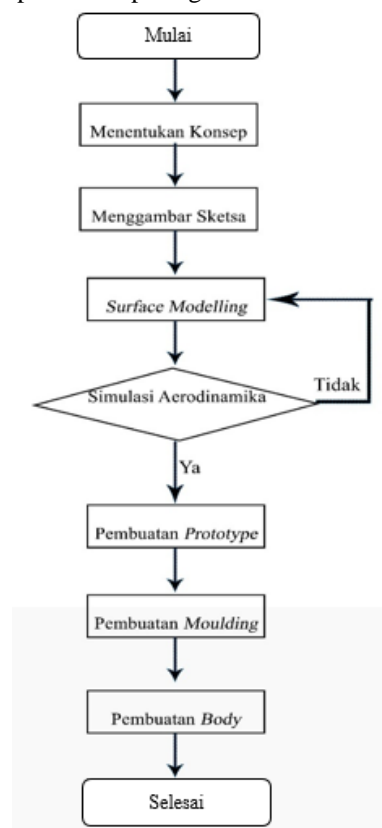 Mulai
Menentukan Konsep
Menggambar Sketsa
Surface Modelling
Simulasi Aerodinamika
Tidak
Ya
Pembuatan Prototype
Pembuatan Moulding
Pembuatan Body
Selesai